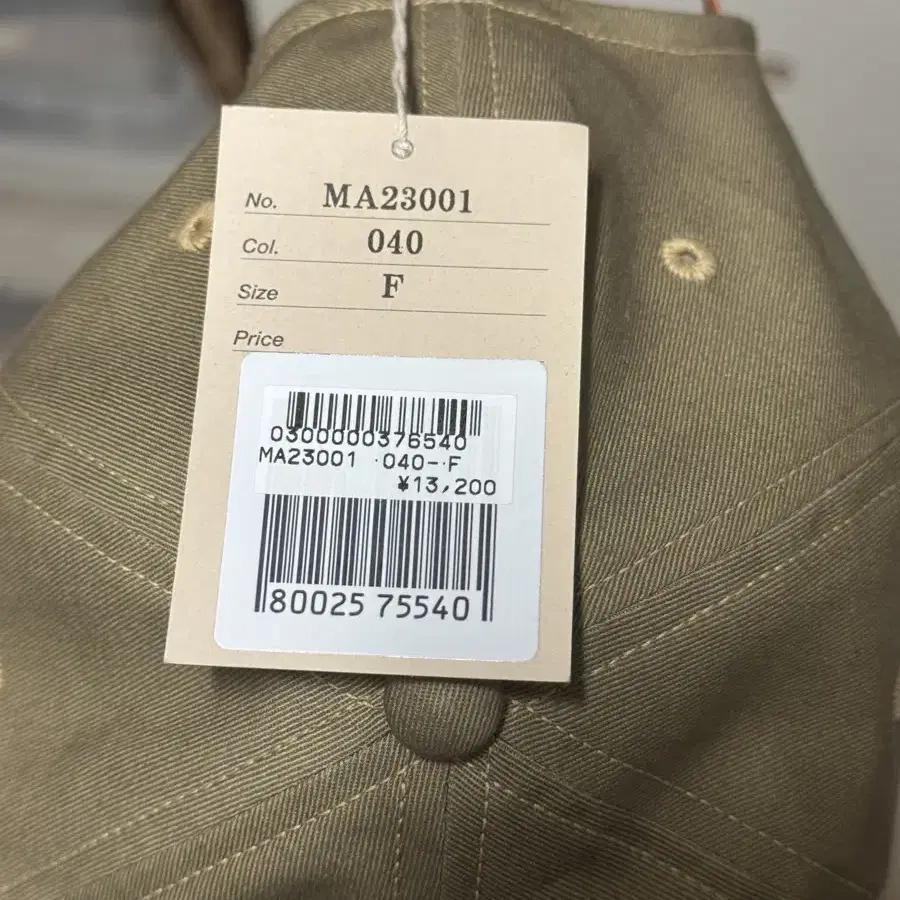 No. MA23001
Col. 040
Size F
Price
0300000376540
MA23001 ·040-·F
¥13,200
80025 75540